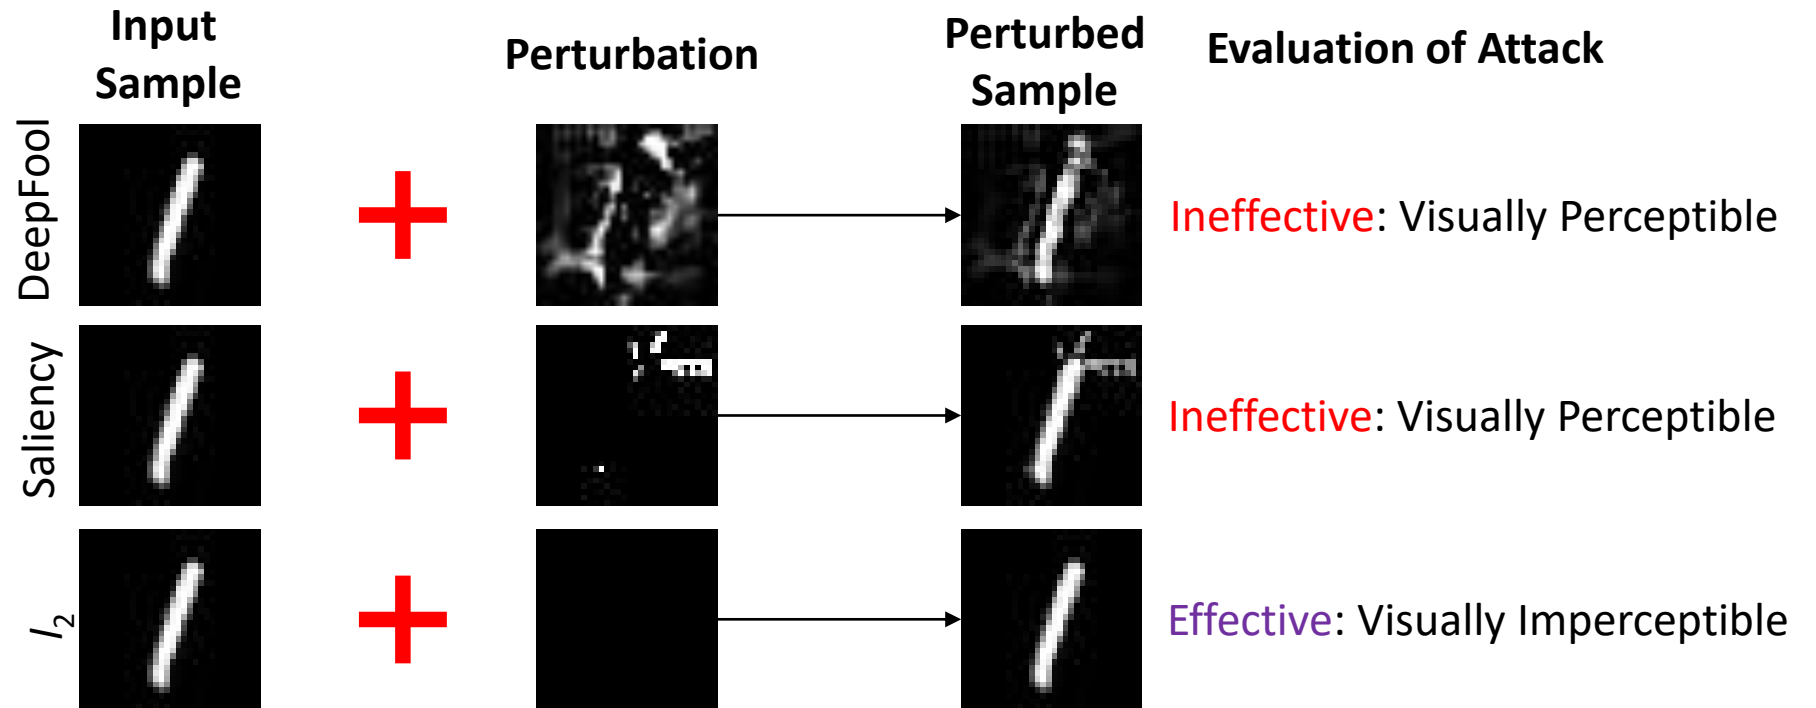 Input
Sample
Perturbation
Perturbed
Sample
Evaluation of Attack
DeepFool
Ineffective: Visually Perceptible
Saliency
Ineffective: Visually Perceptible
l₂
Effective: Visually Imperceptible